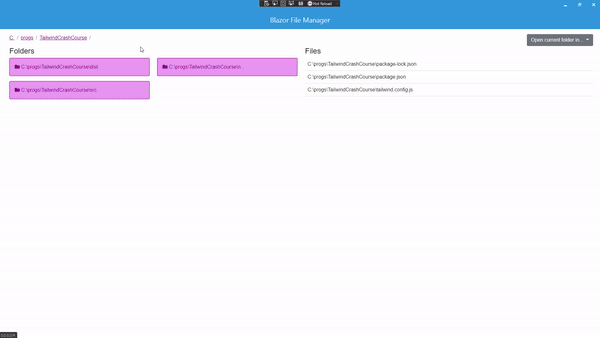 Hot Reload
Blazor File Manager
C: / progs / TailwindCrashCourse /
Open current folder in...
Folders
Files
C:\progs\TailwindCrashCourse\dist
C:\progs\TailwindCrashCourse\n...
C:\progs\TailwindCrashCourse\src
C:\progs\TailwindCrashCourse\package-lock.json
C:\progs\TailwindCrashCourse\package.json
C:\progs\TailwindCrashCourse\tailwind.config.js